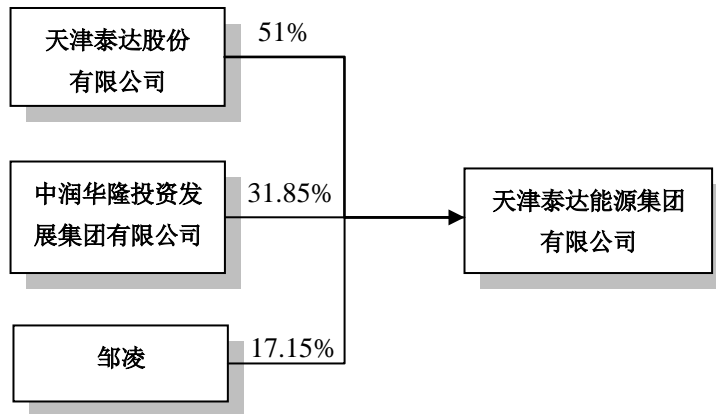 天津泰达股份
有限公司
51%
中润华隆投资发
展集团有限公司
31.85%
天津泰达能源集团
有限公司
邹凌
17.15%